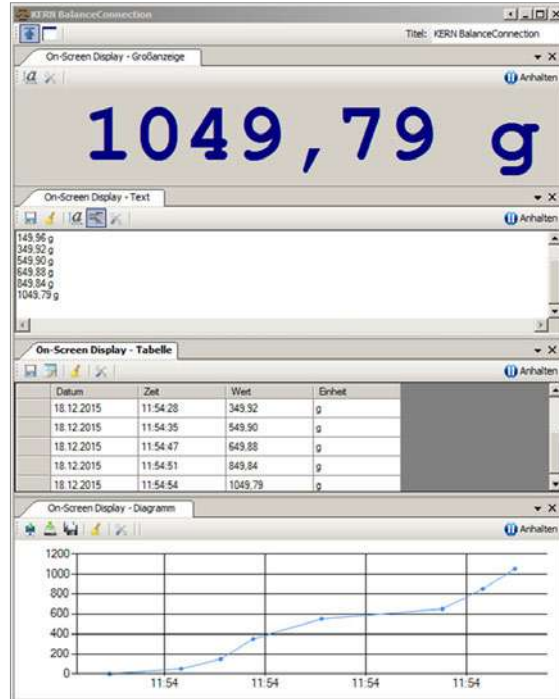 KERN BalanceConnection
Titel: KERN BalanceConnection
On-Screen Display - Großanzeige
Anhalten
1049,79 g
On-Screen Display - Text
Anhalten
149,96 g
349,92 g
549,90 g
649,88 g
849,84 g
1049,79 g
On-Screen Display - Tabelle
Anhalten
Datum Zeit Wert Einheit
18.12.2015 11:54:28 349,92 g
18.12.2015 11:54:35 549,90 g
18.12.2015 11:54:47 649,88 g
18.12.2015 11:54:51 849,84 g
18.12.2015 11:54:54 1049,79 g
On-Screen Display - Diagramm
Anhalten
1200
1000
800
600
400
200
0
11:54 11:54 11:54 11:54